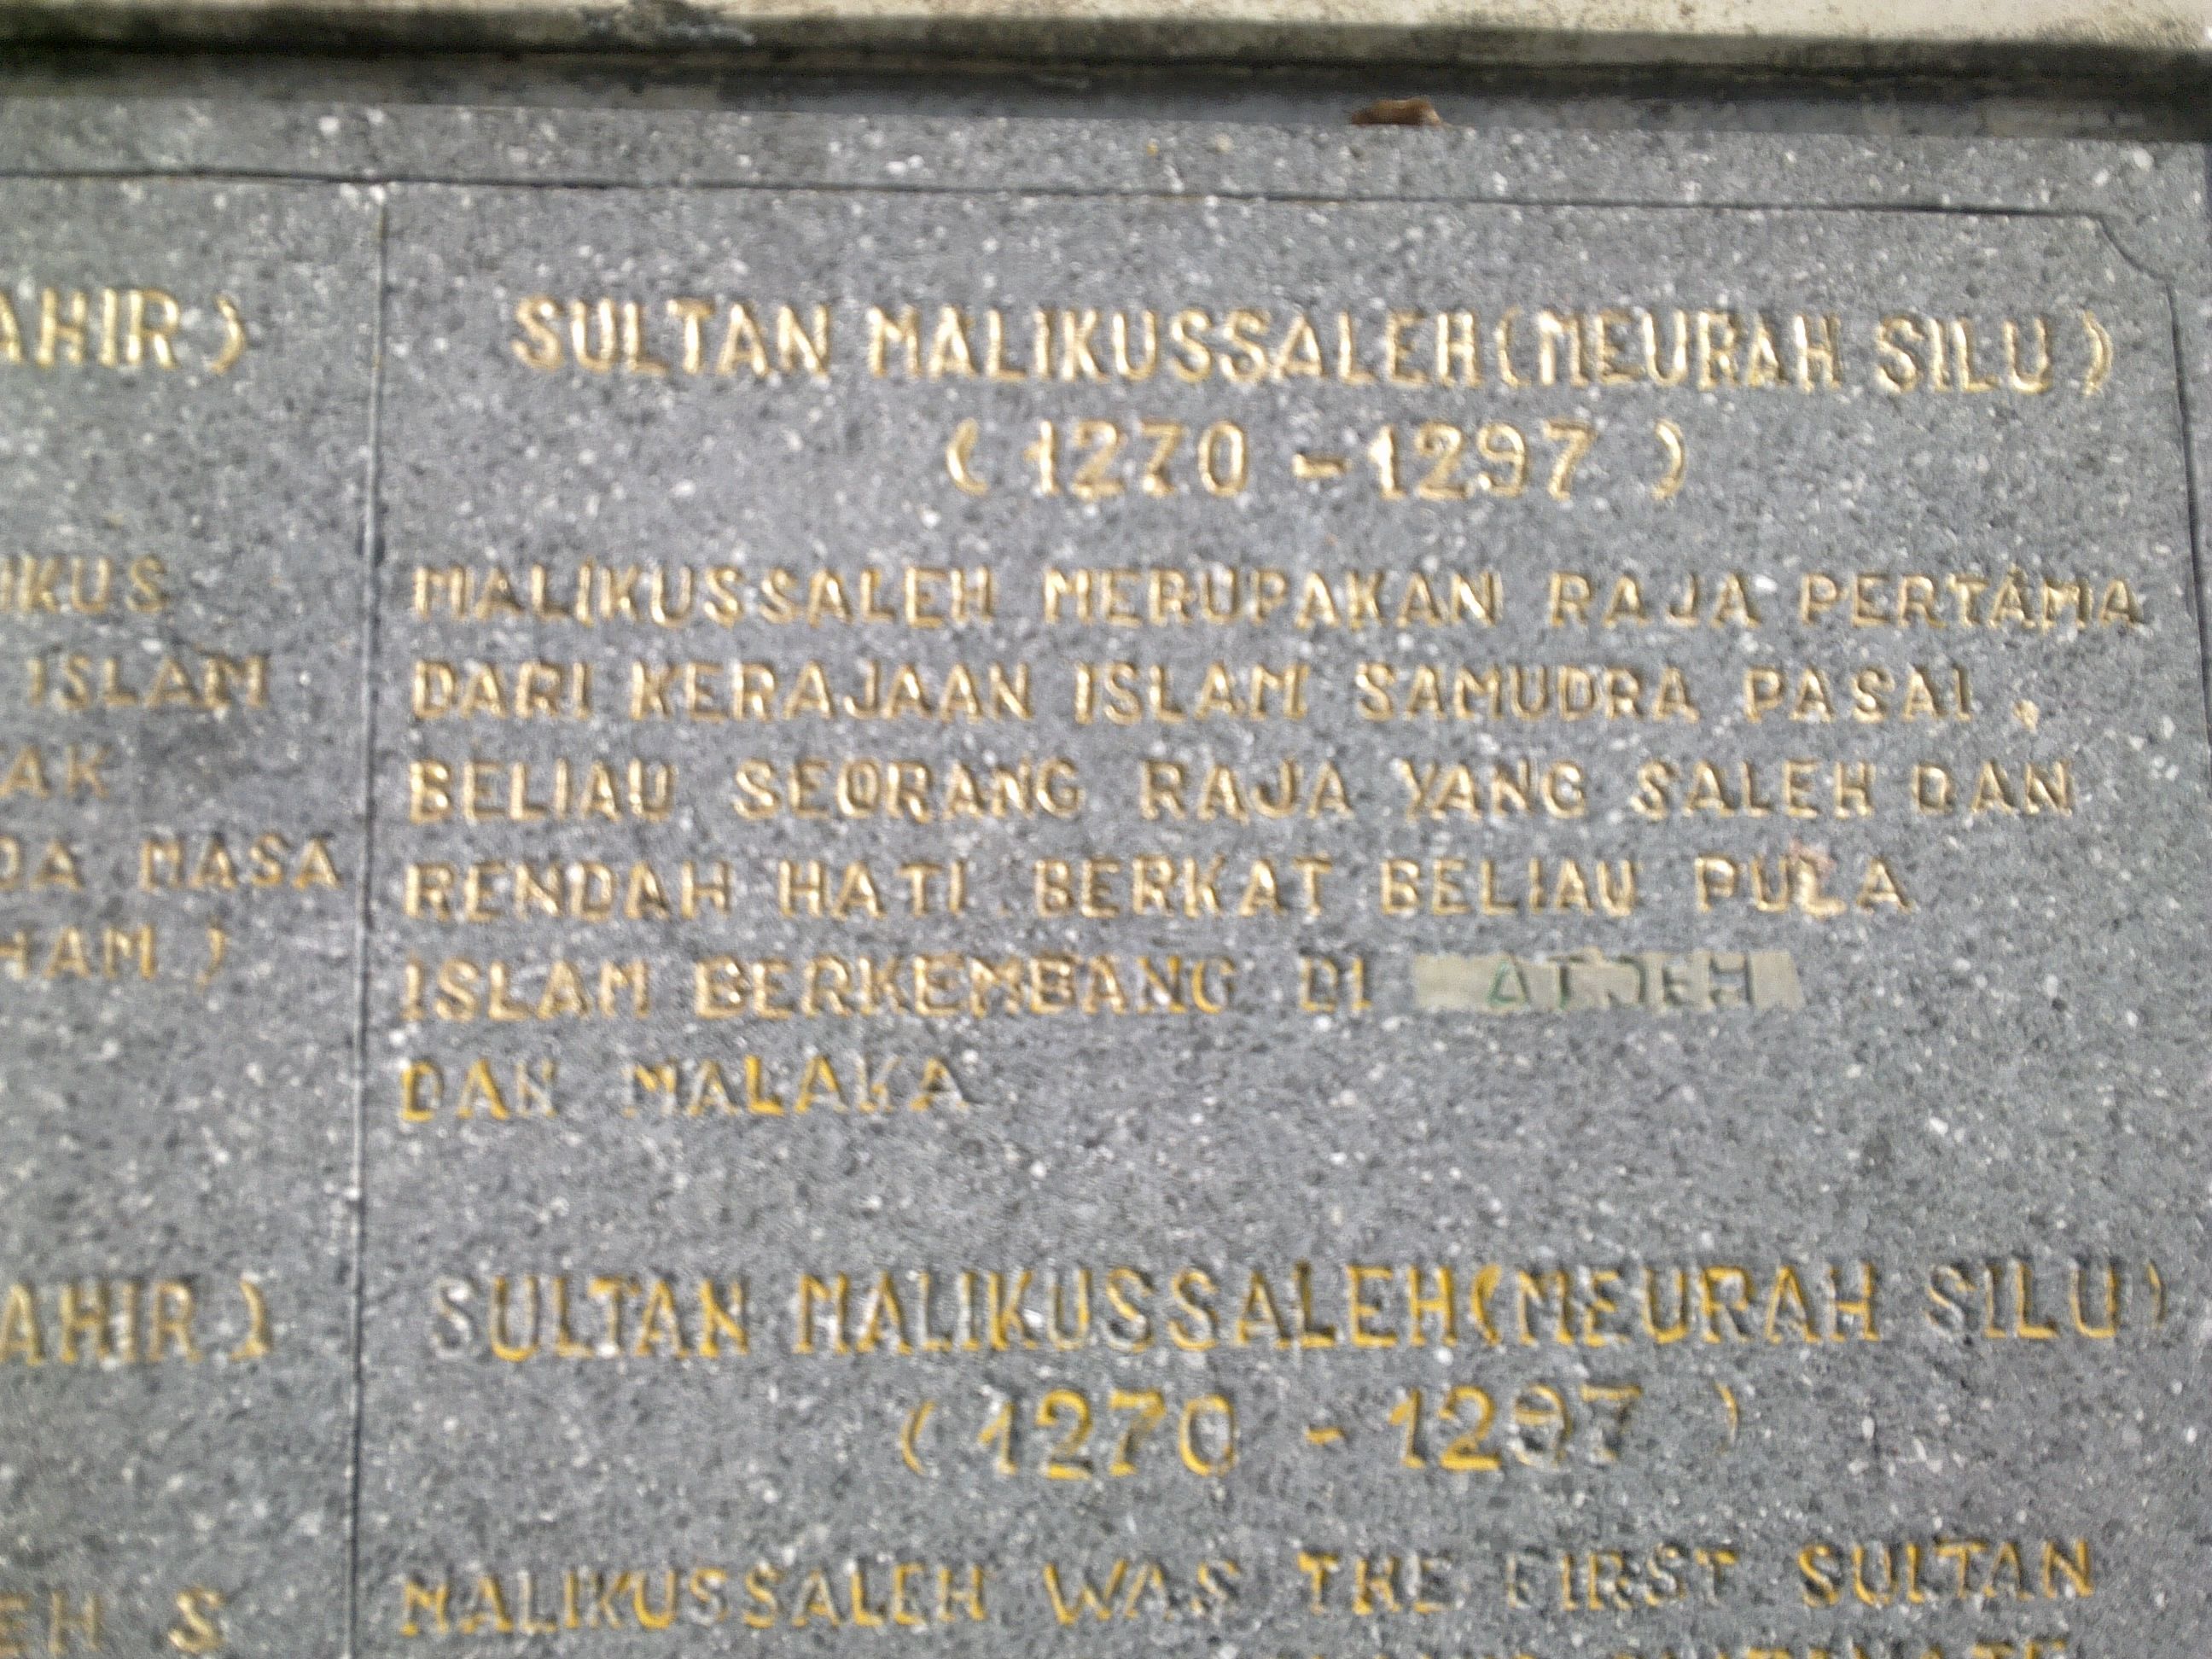 AHIR)
KUS
ISLAM
AK
DA MASA
HAM)
AHIR)
EH S
SULTAN MALIKUSSALEH (MEURAH SILU)
(1270 - 1297)
MALIKUSSALEH MERUPAKAN RAJA PERTAMA
DARI KERAJAAN ISLAM SAMUDRA PASAI.
BELIAU SEORANG RAJA YANG SALEH DAN
RENDAH HATI. BERKAT BELIAU PULA
ISLAM BERKEMBANG DI ATJEH
DAN MALAKA
SULTAN MALIKUSSALEH (MEURAH SILU)
(1270 - 1297)
MALIKUSSALEH WAS THE FIRST SULTAN